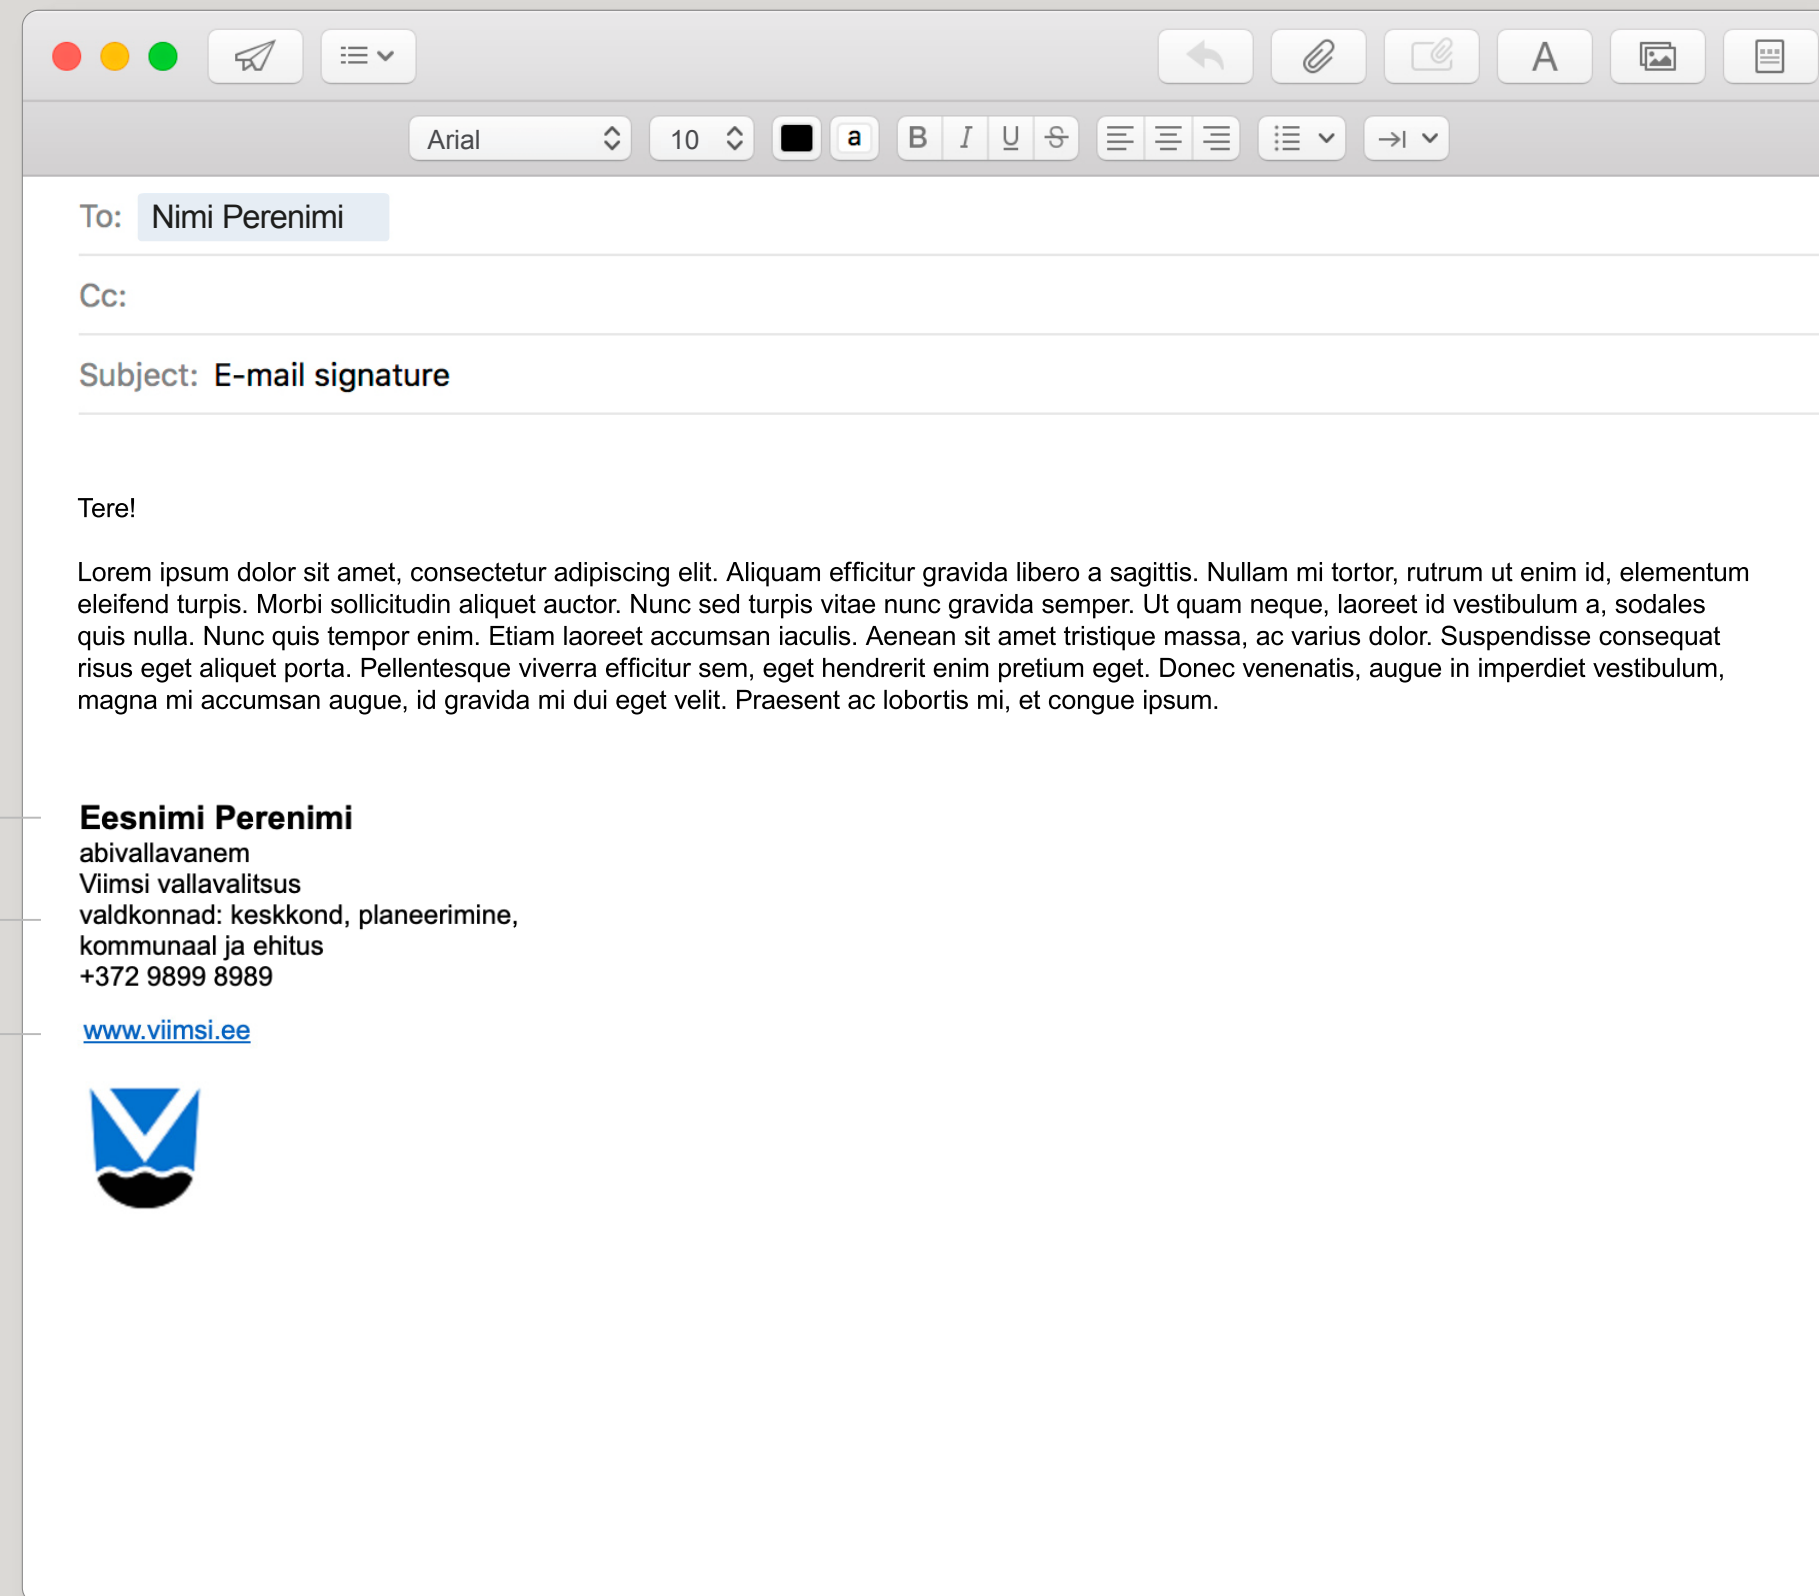 Arial 10 a B I U S
To: Nimi Perenimi
Cc:
Subject: E-mail signature
Tere!
Lorem ipsum dolor sit amet, consectetur adipiscing elit. Aliquam efficitur gravida libero a sagittis. Nullam mi tortor, rutrum ut enim id, elementum
eleifend turpis. Morbi sollicitudin aliquet auctor. Nunc sed turpis vitae nunc gravida semper. Ut quam neque, laoreet id vestibulum a, sodales
quis nulla. Nunc quis tempor enim. Etiam laoreet accumsan iaculis. Aenean sit amet tristique massa, ac varius dolor. Suspendisse consequat
risus eget aliquet porta. Pellentesque viverra efficitur sem, eget hendrerit enim pretium eget. Donec venenatis, augue in imperdiet vestibulum,
magna mi accumsan augue, id gravida mi dui eget velit. Praesent ac lobortis mi, et congue ipsum.
Eesnimi Perenimi
abivallavanem
Viimsi vallavalitsus
valdkonnad: keskkond, planeerimine,
kommunaal ja ehitus
+372 9899 8989
www.viimsi.ee